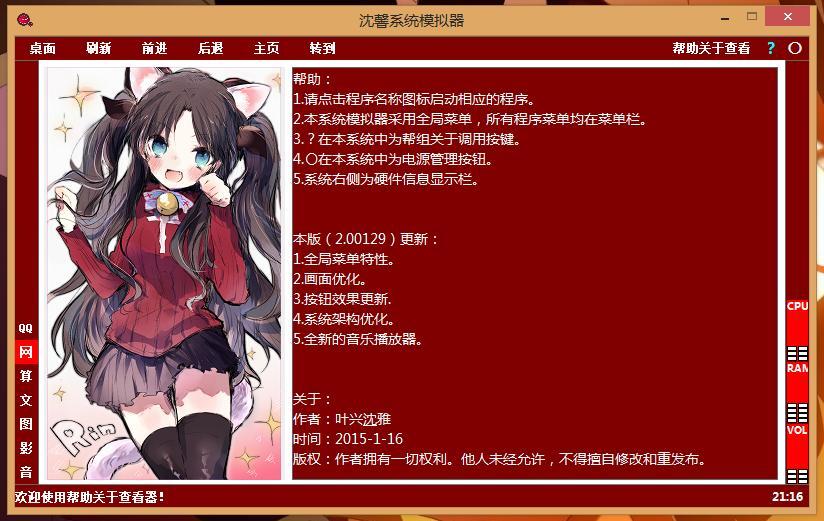 沈馨系统模拟器
桌面 刷新 前进 后退 主页 转到 帮助关于查看 ?
帮助：
1.请点击程序名称图标启动相应的程序。
2.本系统模拟器采用全局菜单，所有程序菜单均在菜单栏。
3.？在本系统中为帮组关于调用按键。
4.〇在本系统中为电源管理按钮。
5.系统右侧为硬件信息显示栏。
本版（2.00129）更新：
1.全局菜单特性。
2.画面优化。
3.按钮效果更新.
4.系统架构优化。
5.全新的音乐播放器。
关于：
作者：叶兴沈雅
时间：2015-1-16
版权：作者拥有一切权利。他人未经允许，不得擅自修改和重发布。
QQ
网
算
文
图
影
音
Rin
CPU
RAM
VOL
欢迎使用帮助关于查看器！
21:16